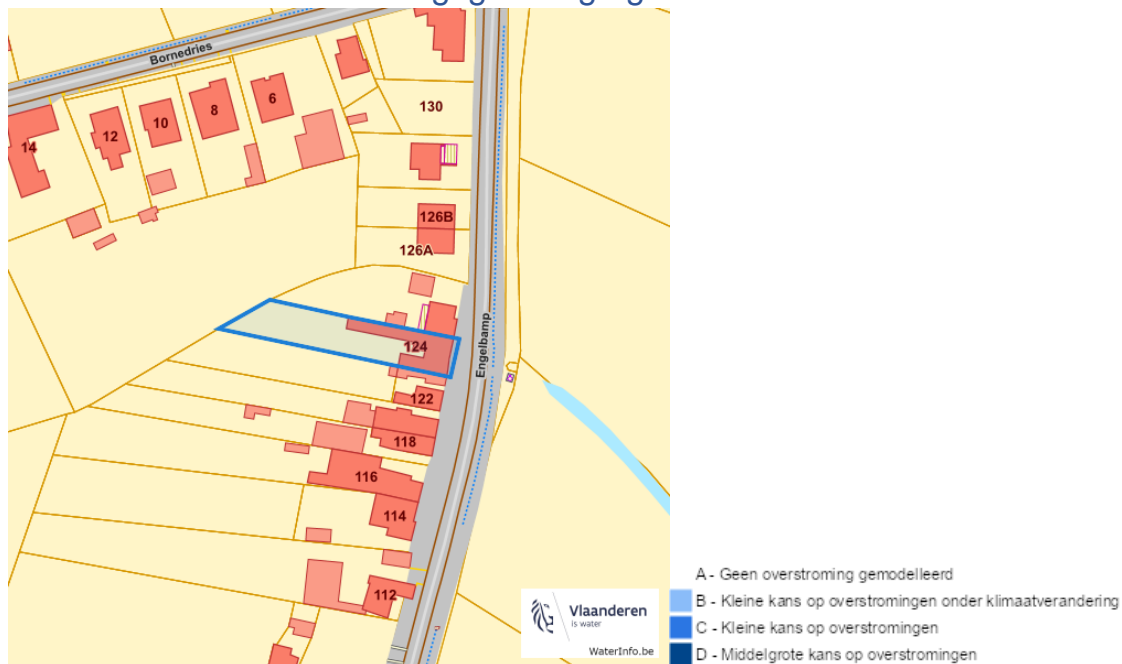 Bornedries
130
6
8
10
12
14
126B
126A
124
Engelbamp
122
118
116
114
112
Vlaanderen
is water
WaterInfo.be
A - Geen overstroming gemodelleerd
B - Kleine kans op overstromingen onder klimaatverandering
C - Kleine kans op overstromingen
D - Middelgrote kans op overstromingen